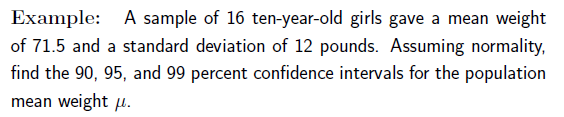 Example: A sample of 16 ten-year-old girls gave a mean weight
of 71.5 and a standard deviation of 12 pounds. Assuming normality,
find the 90, 95, and 99 percent confidence intervals for the population
mean weight μ.